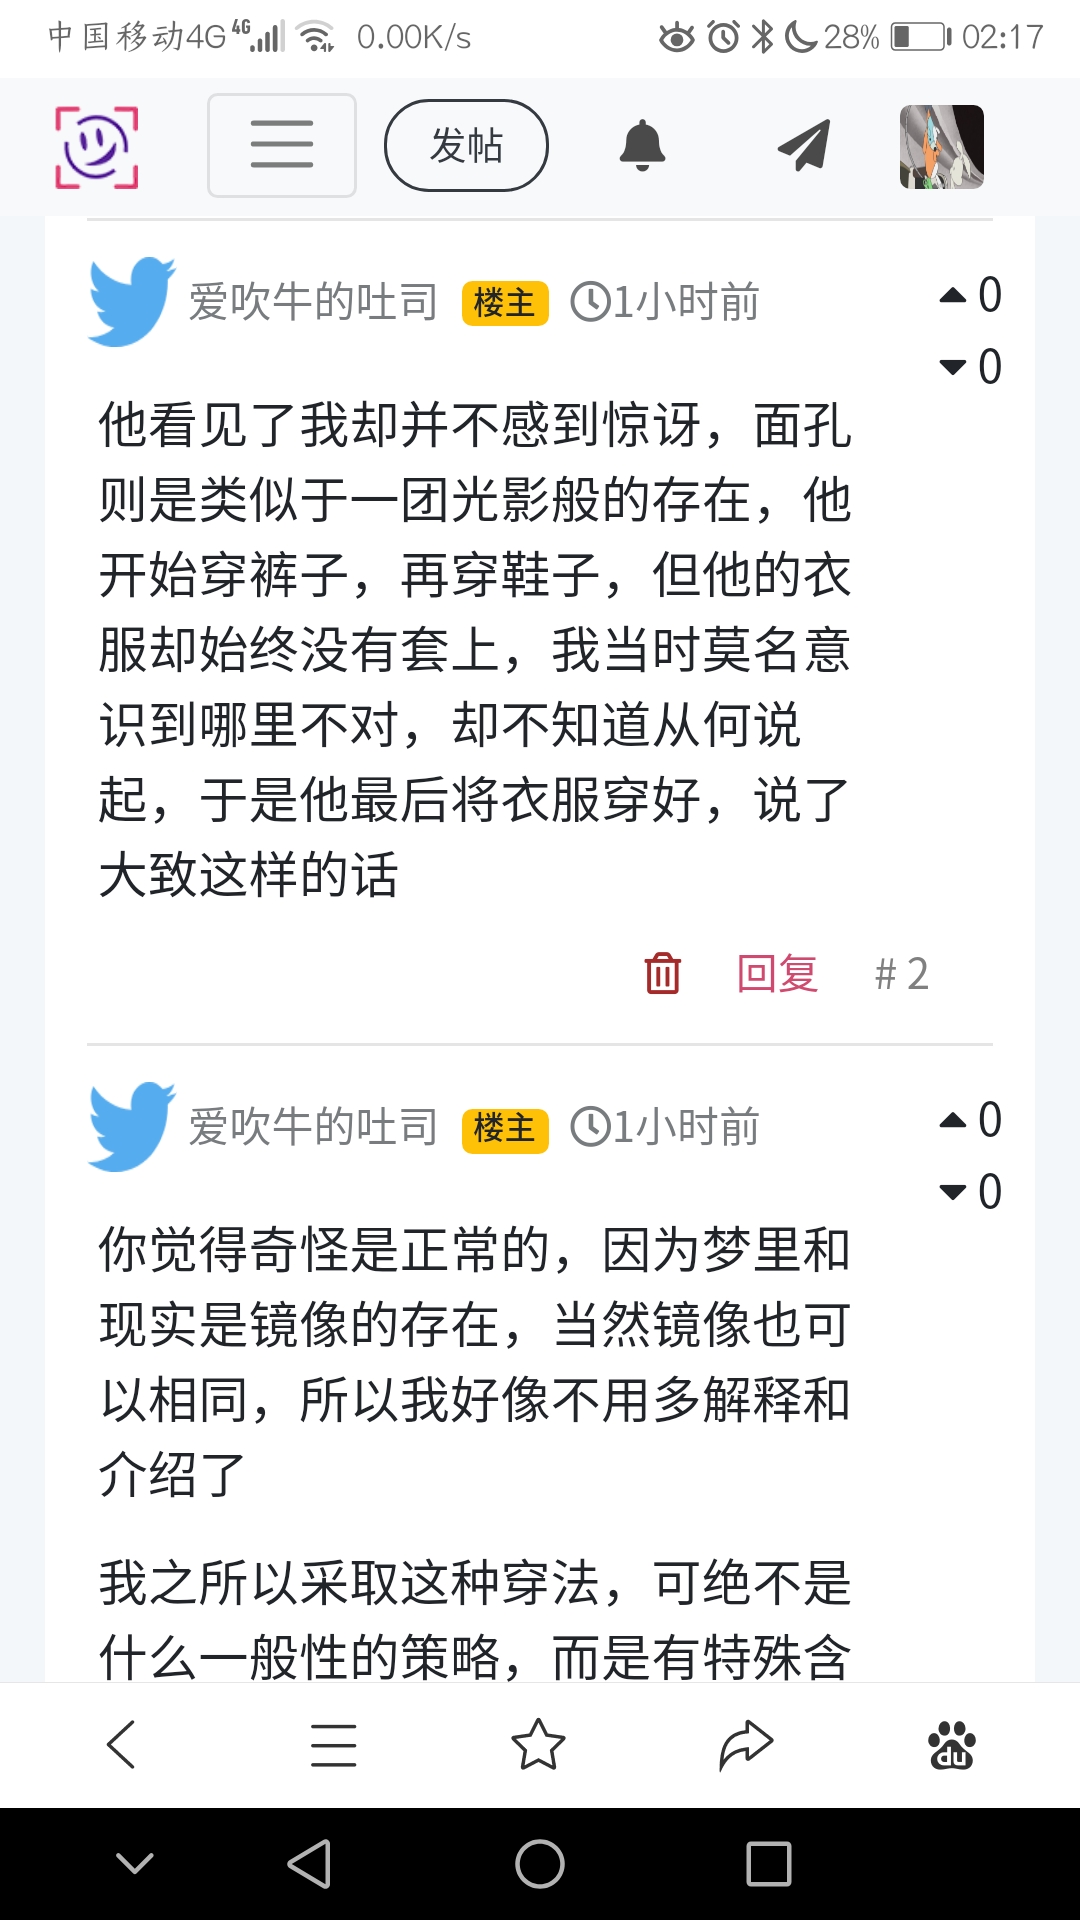 中国移动4G 4G 0.00K/s 28% 02:17
发帖
爱吹牛的吐司 楼主 1小时前 0
0
他看见了我却并不感到惊讶，面孔
则是类似于一团光影般的存在，他
开始穿裤子，再穿鞋子，但他的衣
服却始终没有套上，我当时莫名意
识到哪里不对，却不知道从何说
起，于是他最后将衣服穿好，说了
大致这样的话
回复 # 2
爱吹牛的吐司 楼主 1小时前 0
0
你觉得奇怪是正常的，因为梦里和
现实是镜像的存在，当然镜像也可
以相同，所以我好像不用多解释和
介绍了
我之所以采取这种穿法，可绝不是
什么一般性的策略，而是有特殊含
du